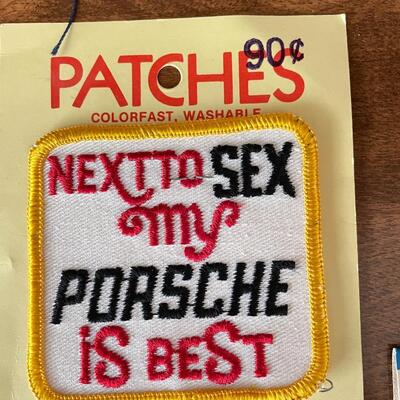 90¢
PATCHES
COLORFAST, WASHABLE
NEXT TO SEX
my
PORSCHE
iS BEST